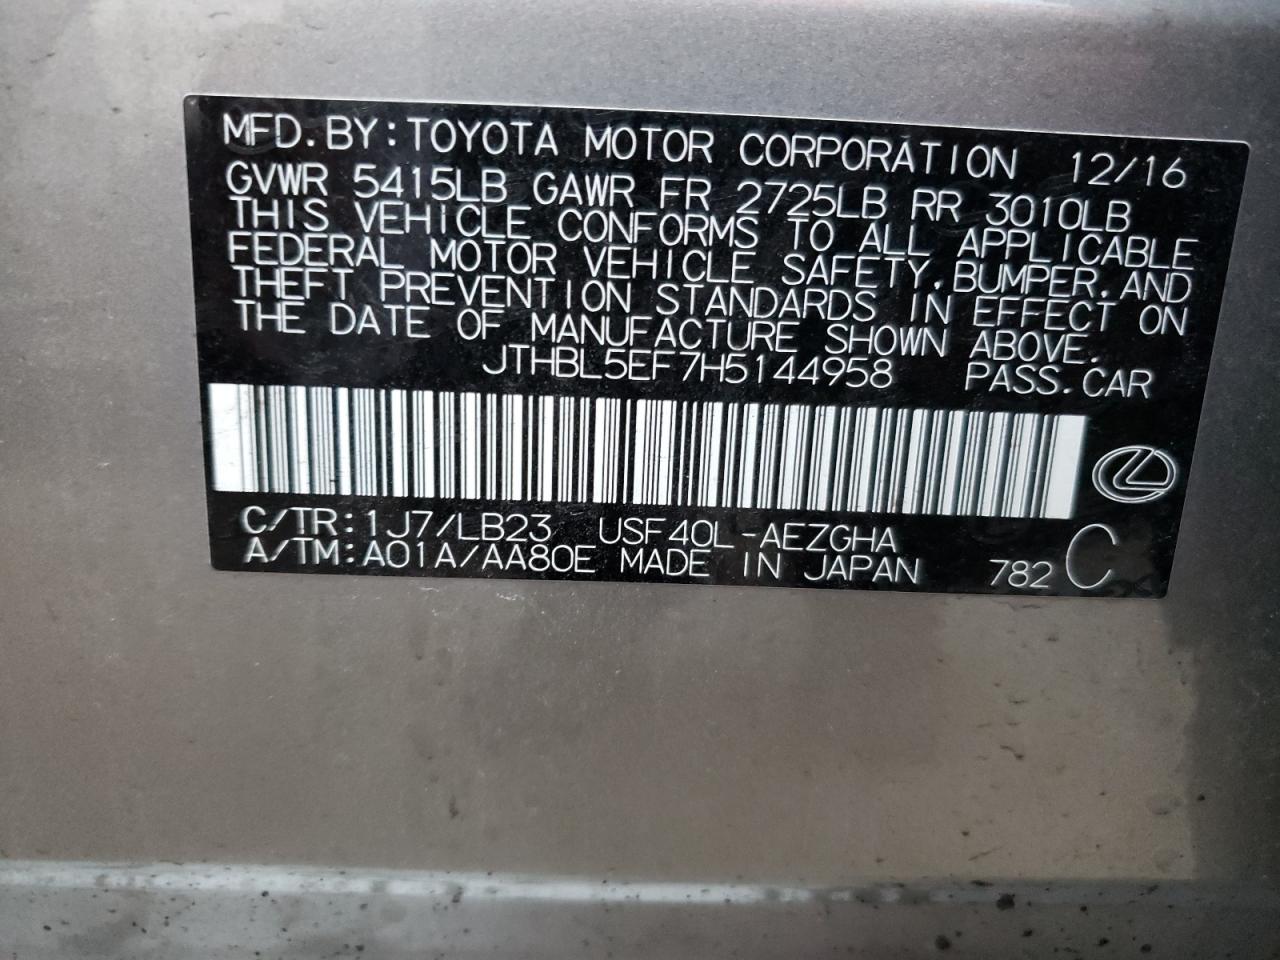 MFD.BY:TOYOTA MOTOR CORPORATION 12/16
GVWR 5415LB GAWR FR 2725LB RR 3010LB
THIS VEHICLE CONFORMS TO ALL APPLICABLE
FEDERAL MOTOR VEHICLE SAFETY,BUMPER,AND
THEFT PREVENTION STANDARDS IN EFFECT ON
THE DATE OF MANUFACTURE SHOWN ABOVE.
JTHBL5EF7H5144958 PASS.CAR
C/TR:1J7/LB23 USF40L-AEZGHA
A/TM:A01A/AA80E MADE IN JAPAN 782 C